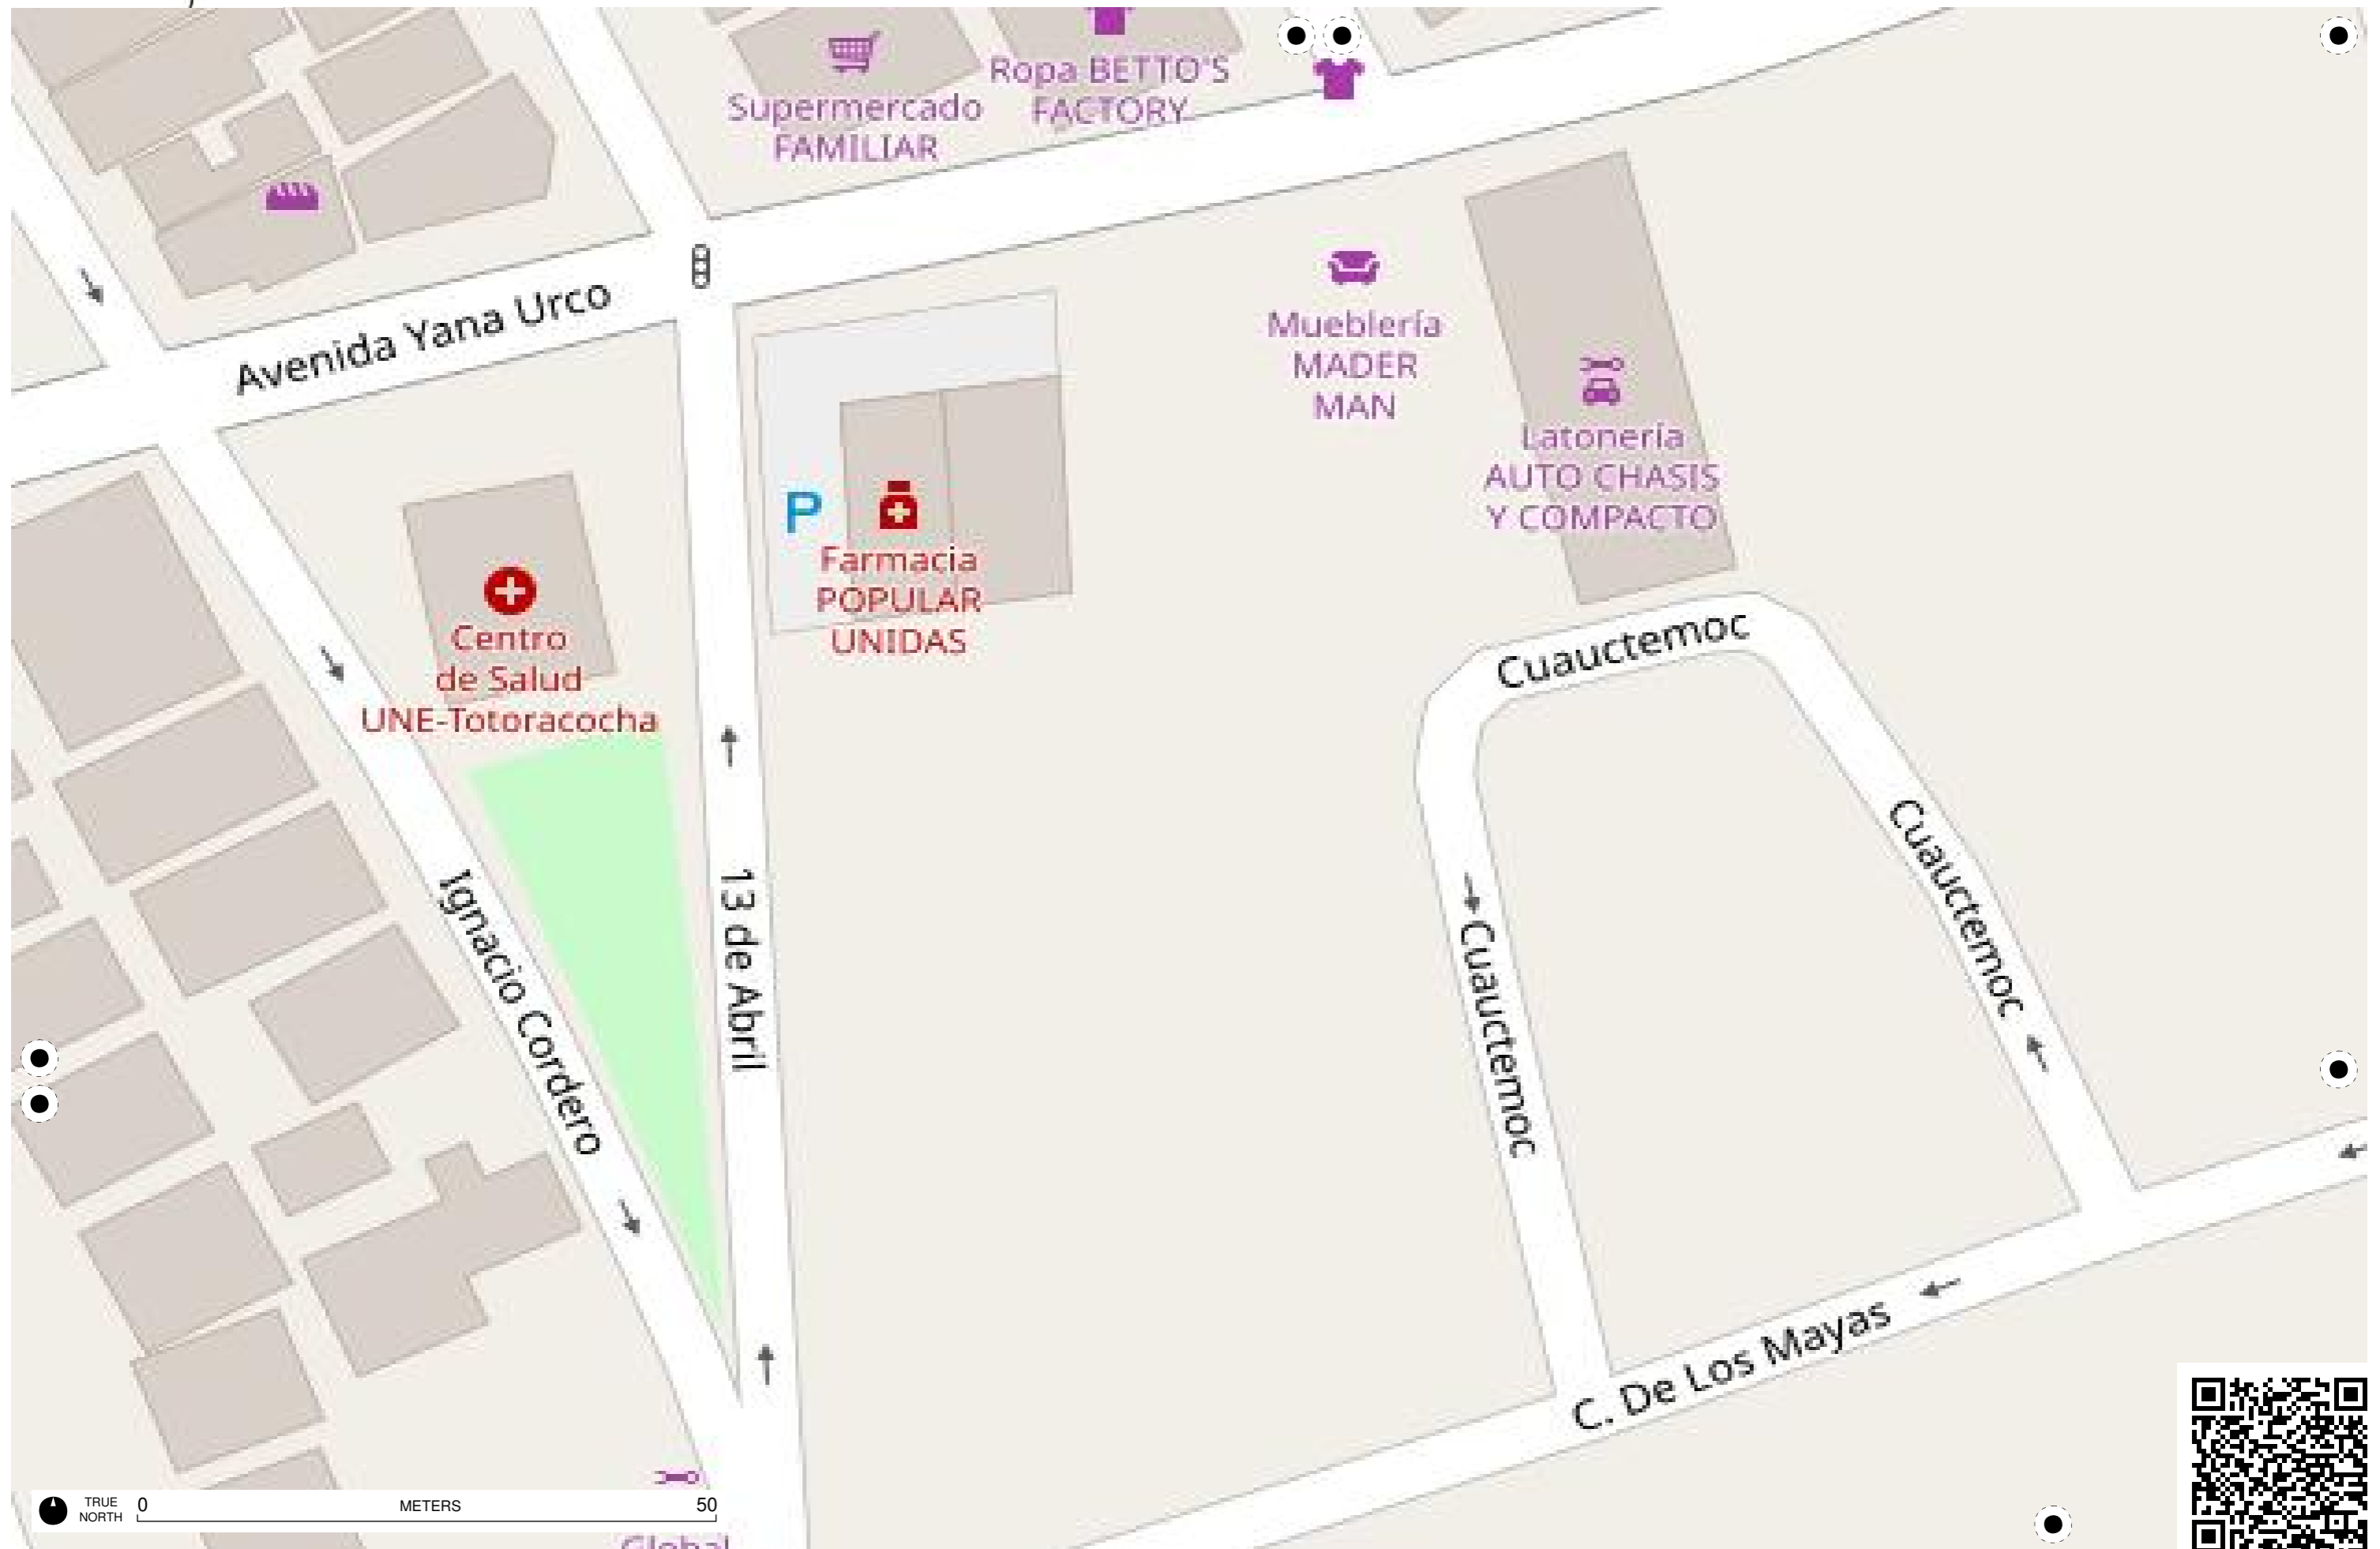 Ropa BETTO'S
FACTORY
Supermercado
FAMILIAR
Avenida Yana Urco
Mueblería
MADER
MAN
Latonería
AUTO CHASIS
Y COMPACTO
P
Farmacia
POPULAR
UNIDAS
Centro
de Salud
UNE-Totoracocha
Cuauctemoc
Cuauctemoc
Cuauctemoc
Ignacio Cordero
13 de Abril
C. De Los Mayas
TRUE
NORTH
0 METERS 50
Global